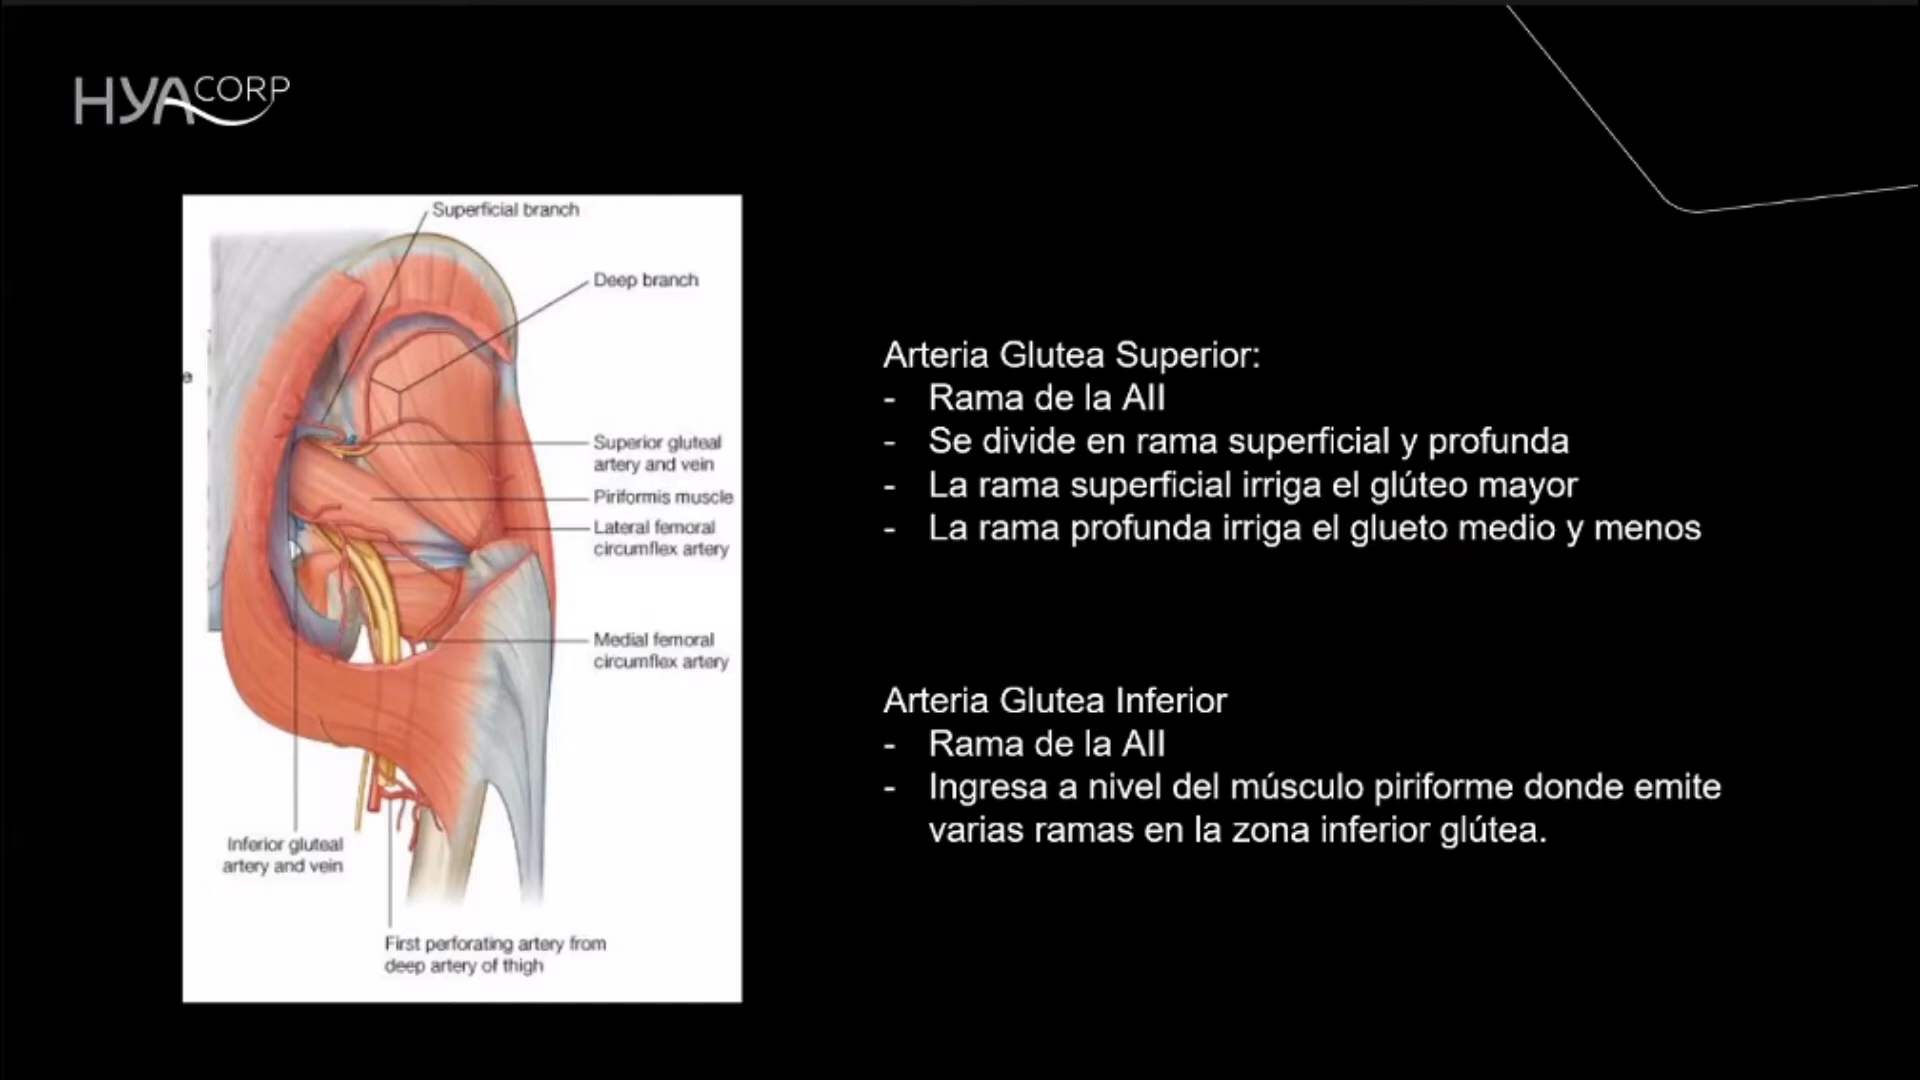 HYACORP
Superficial branch
Deep branch
e
Superior gluteal
artery and vein
Piriformis muscle
Lateral femoral
circumflex artery
Medial femoral
circumflex artery
Inferior gluteal
artery and vein
First perforating artery from
deep artery of thigh
Arteria Glutea Superior:
- Rama de la AII
- Se divide en rama superficial y profunda
- La rama superficial irriga el glúteo mayor
- La rama profunda irriga el glueto medio y menos
Arteria Glutea Inferior
- Rama de la AII
- Ingresa a nivel del músculo piriforme donde emite
varias ramas en la zona inferior glútea.